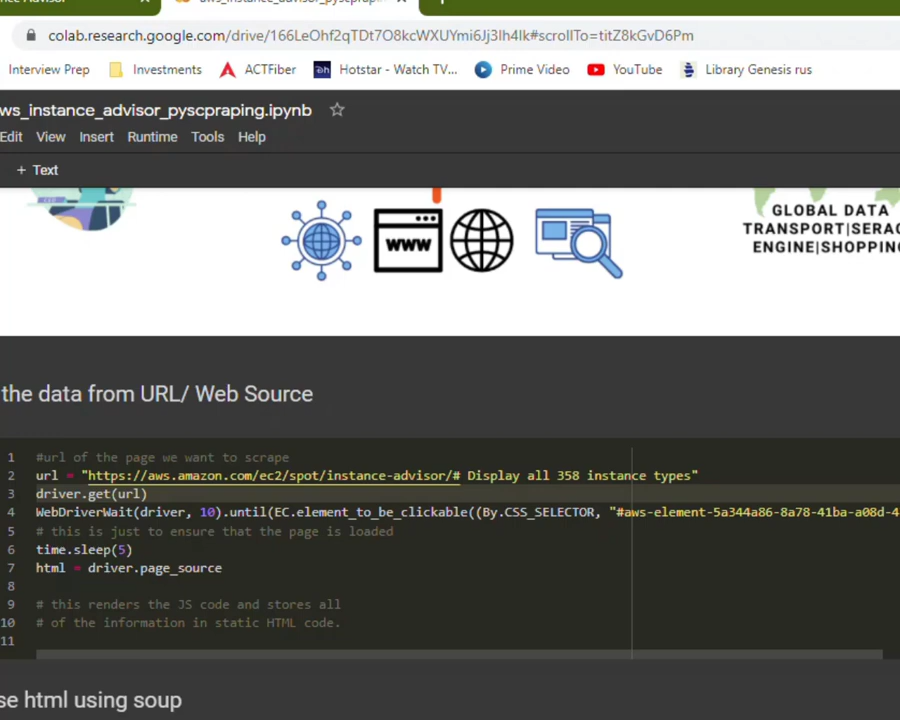 colab.research.google.com/drive/166LeOhf2qTDt7O8kcWXUYmi6Jj3lh4lk#scrollTo=titZ8kGvD6Pm
Interview Prep Investments ACTFiber Hotstar - Watch TV... Prime Video YouTube Library Genesis rus
ws_instance_advisor_pyscpraping.ipynb
Edit View Insert Runtime Tools Help
+ Text
WWW
GLOBAL DATA
TRANSPORT|SERAC
ENGINE|SHOPPIN
the data from URL/ Web Source
1 #url of the page we want to scrape
2 url = "https://aws.amazon.com/ec2/spot/instance-advisor/# Display all 358 instance types"
3 driver.get(url)
4 WebDriverWait(driver, 10).until(EC.element_to_be_clickable((By.CSS_SELECTOR, "#aws-element-5a344a86-8a78-41ba-a08d-4
5 # this is just to ensure that the page is loaded
6 time.sleep(5)
7 html = driver.page_source
8
9 # this renders the JS code and stores all
10 # of the information in static HTML code.
11
se html using soup